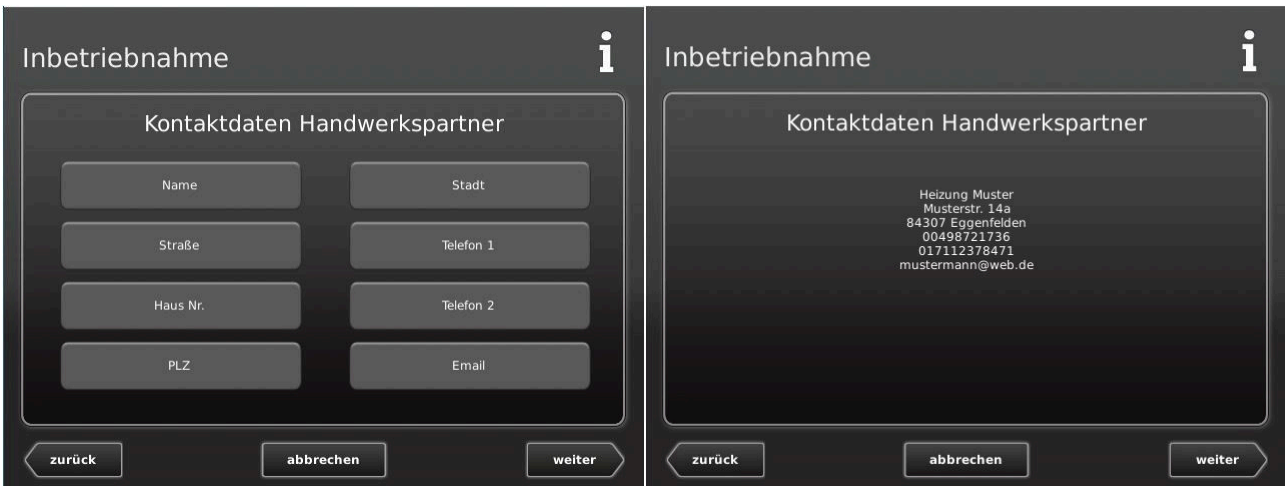 Inbetriebnahme
i
Kontaktdaten Handwerkspartner
Name
Stadt
Straße
Telefon 1
Haus Nr.
Telefon 2
PLZ
Email
zurück
abbrechen
weiter
Inbetriebnahme
i
Kontaktdaten Handwerkspartner
Heizung Muster
Musterstr. 14a
84307 Eggenfelden
00498721736
017112378471
mustermann@web.de
zurück
abbrechen
weiter